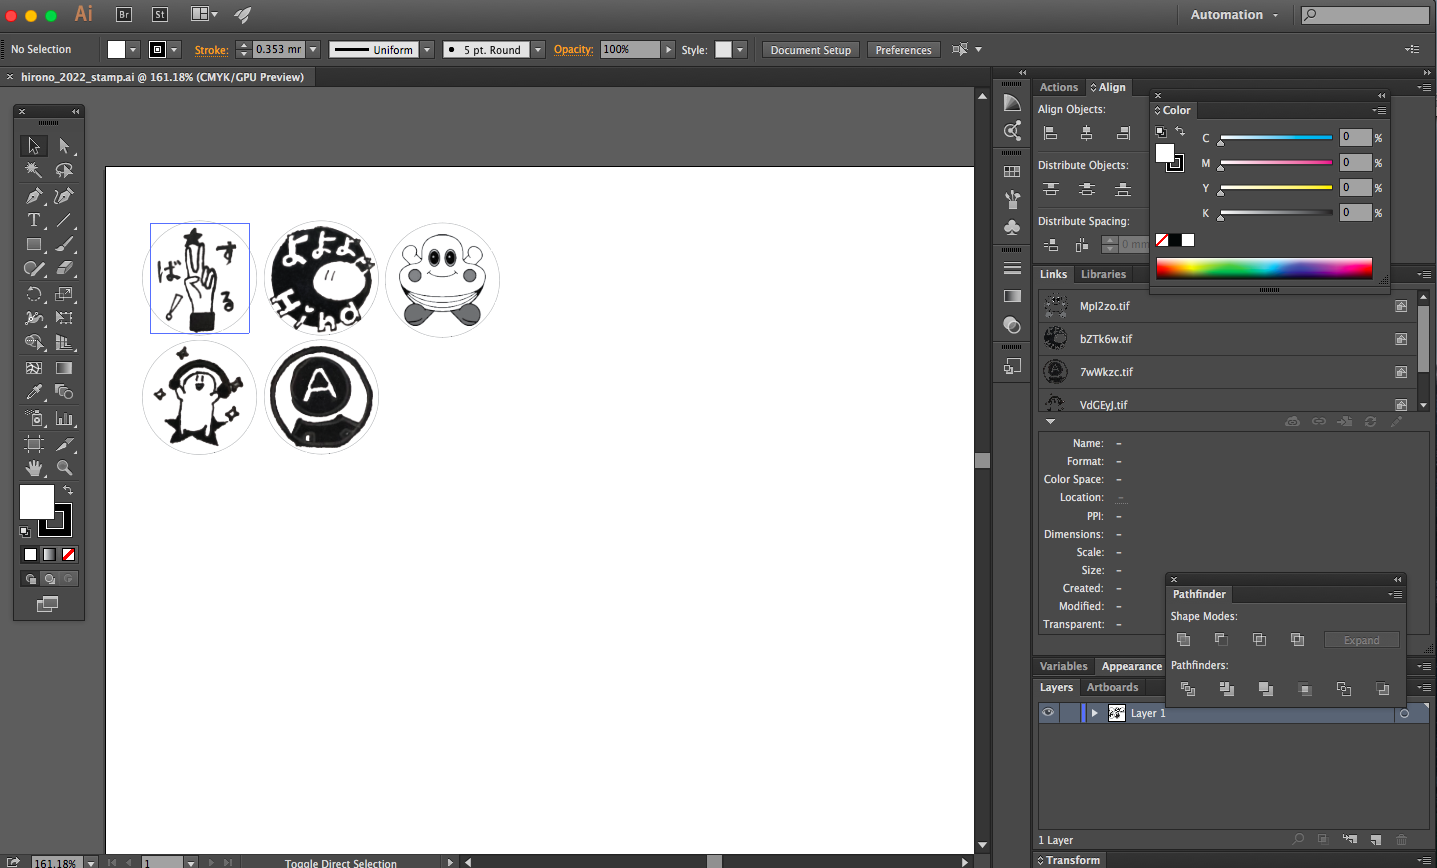 Ai Br St Automation
No Selection Stroke: 0.353 mr Uniform 5 pt. Round Opacity: 100% Style: Document Setup Preferences
hirono_2022_stamp.ai @ 161.18% (CMYK/GPU Preview)
Actions Align
Align Objects:
Distribute Objects:
Distribute Spacing:
0 mm
Color
C 0 %
M 0 %
Y 0 %
K 0 %
Links Libraries
MpI2zo.tif
bZTk6w.tif
7wWkzc.tif
VdGEyJ.tif
Name: –
Format: –
Color Space: –
Location: –
PPI: –
Dimensions: –
Scale: –
Size: –
Created: –
Modified: –
Transparent: –
Pathfinder
Shape Modes:
Expand
Pathfinders:
Variables Appearance
Layers Artboards
Layer 1
1 Layer
Transform
T
すばる
よよよ
Hind
A
161.18% 1 Toggle Direct Selection